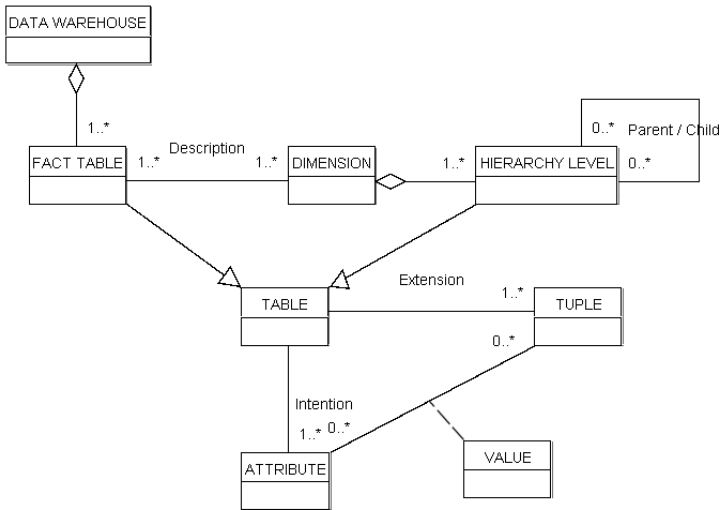 DATA WAREHOUSE
1..*
Description
FACT TABLE
1..*
1..*
DIMENSION
1..*
HIERARCHY LEVEL
0..*
Parent / Child
0..*
TABLE
Extension
1..*
TUPLE
0..*
Intention
1..*
0..*
ATTRIBUTE
VALUE